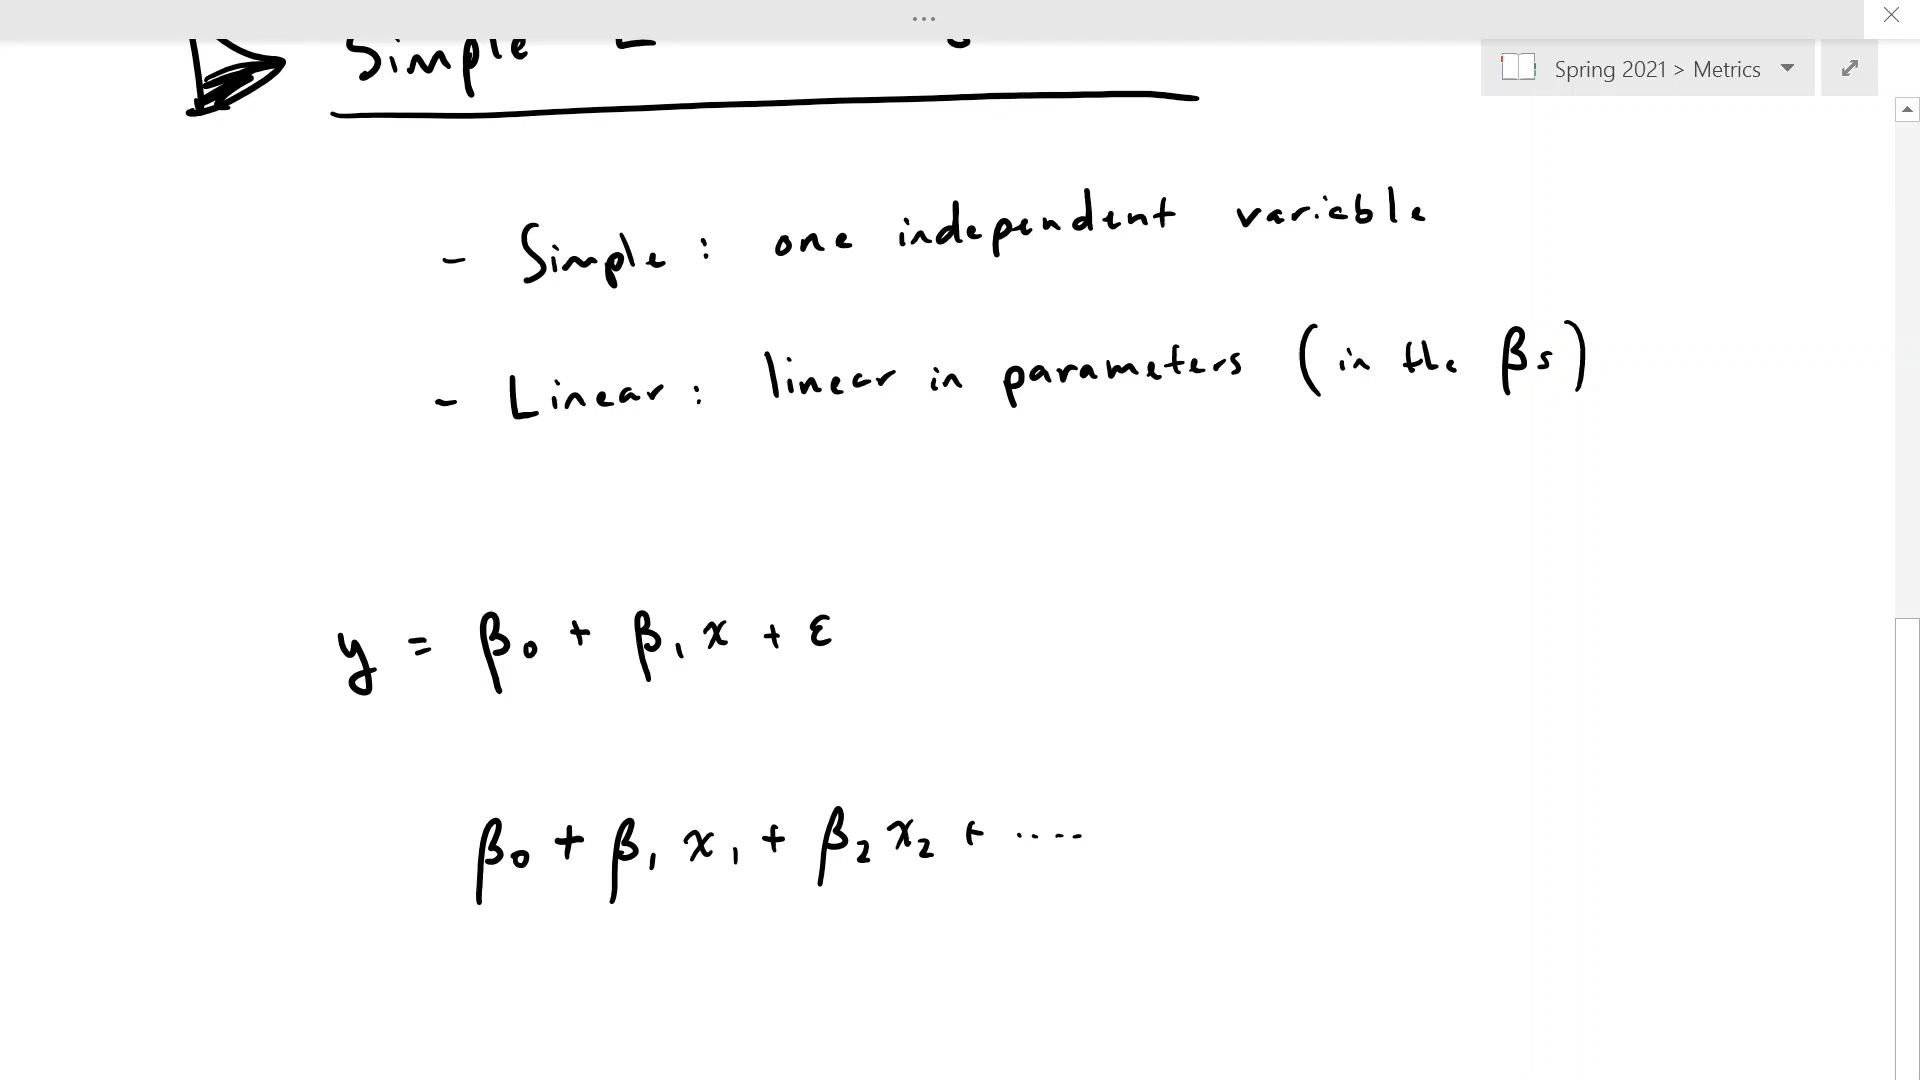 Simple
Spring 2021 > Metrics
- Simple : one independent variable
- Linear : linear in parameters (in the βs)
y = β₀ + β₁x + ε
β₀ + β₁x₁ + β₂x₂ + ....